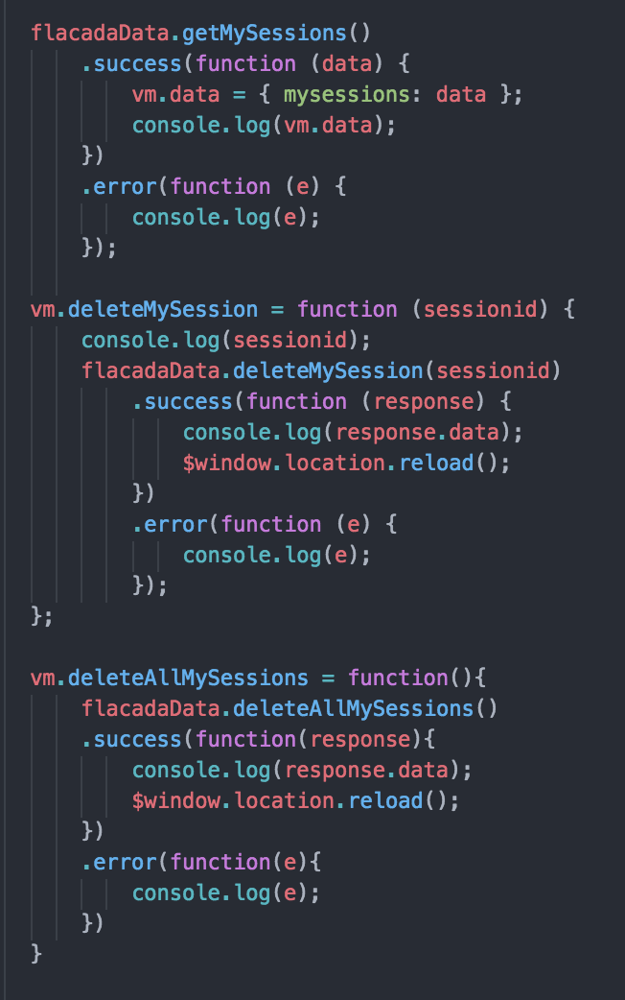 flacadaData.getMySessions()
    .success(function (data) {
        vm.data = { mysessions: data };
        console.log(vm.data);
    })
    .error(function (e) {
        console.log(e);
    });

vm.deleteMySession = function (sessionid) {
    console.log(sessionid);
    flacadaData.deleteMySession(sessionid)
        .success(function (response) {
            console.log(response.data);
            $window.location.reload();
        })
        .error(function (e) {
            console.log(e);
        });
};

vm.deleteAllMySessions = function(){
    flacadaData.deleteAllMySessions()
    .success(function(response){
        console.log(response.data);
        $window.location.reload();
    })
    .error(function(e){
        console.log(e);
    })
}